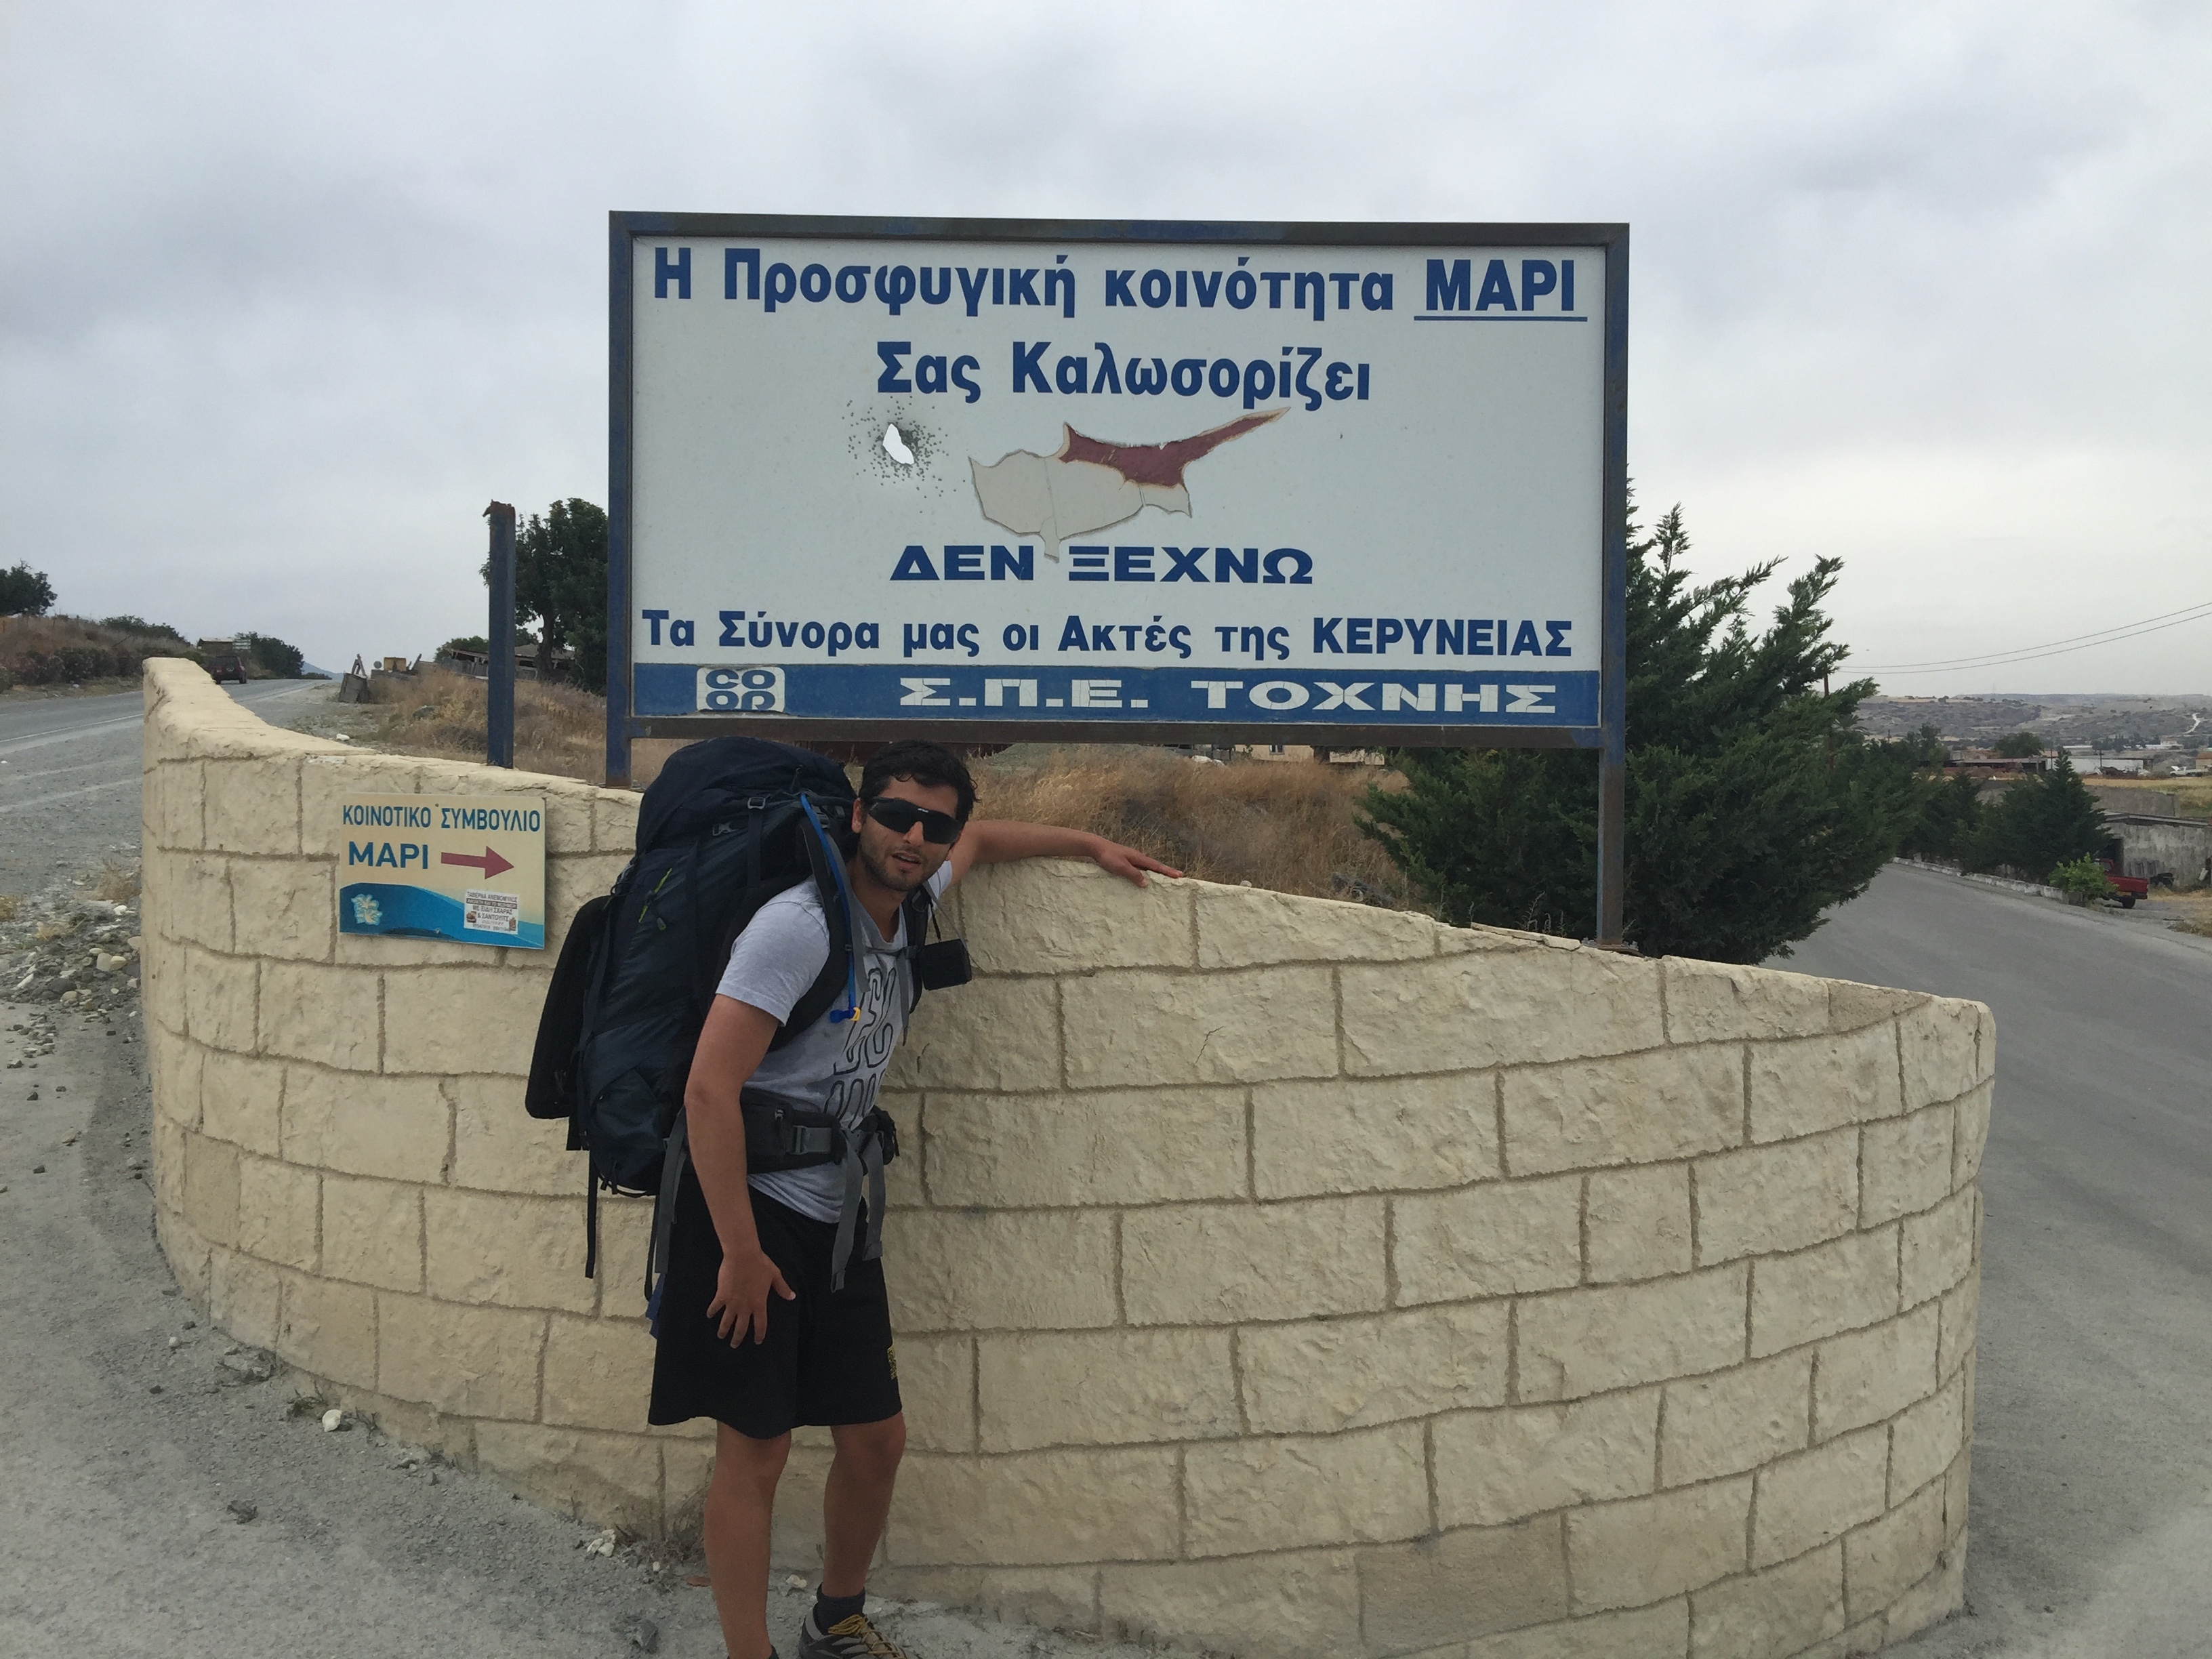 Η Προσφυγική κοινότητα ΜΑΡΙ
Σας Καλωσορίζει
ΔΕΝ ΞΕΧΝΩ
Τα Σύνορα μας οι Ακτές της ΚΕΡΥΝΕΙΑΣ
CO
OP
Σ.Π.Ε. ΤΟΧΝΗΣ
ΚΟΙΝΟΤΙΚΟ ΣΥΜΒΟΥΛΙΟ
ΜΑΡΙ